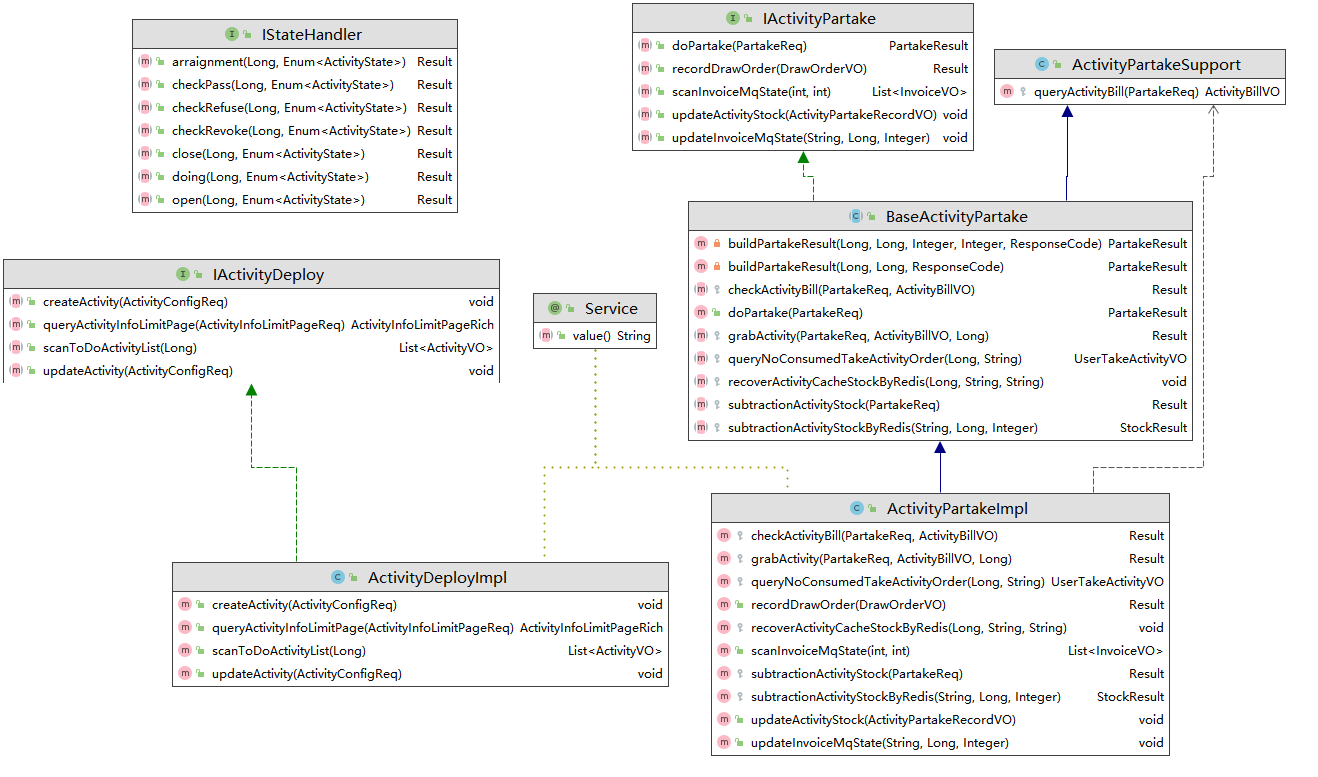 IStateHandler
arraignment(Long, Enum<ActivityState>) Result
checkPass(Long, Enum<ActivityState>) Result
checkRefuse(Long, Enum<ActivityState>) Result
checkRevoke(Long, Enum<ActivityState>) Result
close(Long, Enum<ActivityState>) Result
doing(Long, Enum<ActivityState>) Result
open(Long, Enum<ActivityState>) Result
IActivityPartake
doPartake(PartakeReq) PartakeResult
recordDrawOrder(DrawOrderVO) Result
scanInvoiceMqState(int, int) List<InvoiceVO>
updateActivityStock(ActivityPartakeRecordVO) void
updateInvoiceMqState(String, Long, Integer) void
ActivityPartakeSupport
queryActivityBill(PartakeReq) ActivityBillVO
BaseActivityPartake
buildPartakeResult(Long, Long, Integer, Integer, ResponseCode) PartakeResult
buildPartakeResult(Long, Long, ResponseCode) PartakeResult
checkActivityBill(PartakeReq, ActivityBillVO) Result
doPartake(PartakeReq) PartakeResult
grabActivity(PartakeReq, ActivityBillVO, Long) Result
queryNoConsumedTakeActivityOrder(Long, String) UserTakeActivityVO
recoverActivityCacheStockByRedis(Long, String, String) void
subtractionActivityStock(PartakeReq) Result
subtractionActivityStockByRedis(String, Long, Integer) StockResult
IActivityDeploy
createActivity(ActivityConfigReq) void
queryActivityInfoLimitPage(ActivityInfoLimitPageReq) ActivityInfoLimitPageRich
scanToDoActivityList(Long) List<ActivityVO>
updateActivity(ActivityConfigReq) void
Service
value() String
ActivityDeployImpl
createActivity(ActivityConfigReq) void
queryActivityInfoLimitPage(ActivityInfoLimitPageReq) ActivityInfoLimitPageRich
scanToDoActivityList(Long) List<ActivityVO>
updateActivity(ActivityConfigReq) void
ActivityPartakeImpl
checkActivityBill(PartakeReq, ActivityBillVO) Result
grabActivity(PartakeReq, ActivityBillVO, Long) Result
queryNoConsumedTakeActivityOrder(Long, String) UserTakeActivityVO
recordDrawOrder(DrawOrderVO) Result
recoverActivityCacheStockByRedis(Long, String, String) void
scanInvoiceMqState(int, int) List<InvoiceVO>
subtractionActivityStock(PartakeReq) Result
subtractionActivityStockByRedis(String, Long, Integer) StockResult
updateActivityStock(ActivityPartakeRecordVO) void
updateInvoiceMqState(String, Long, Integer) void